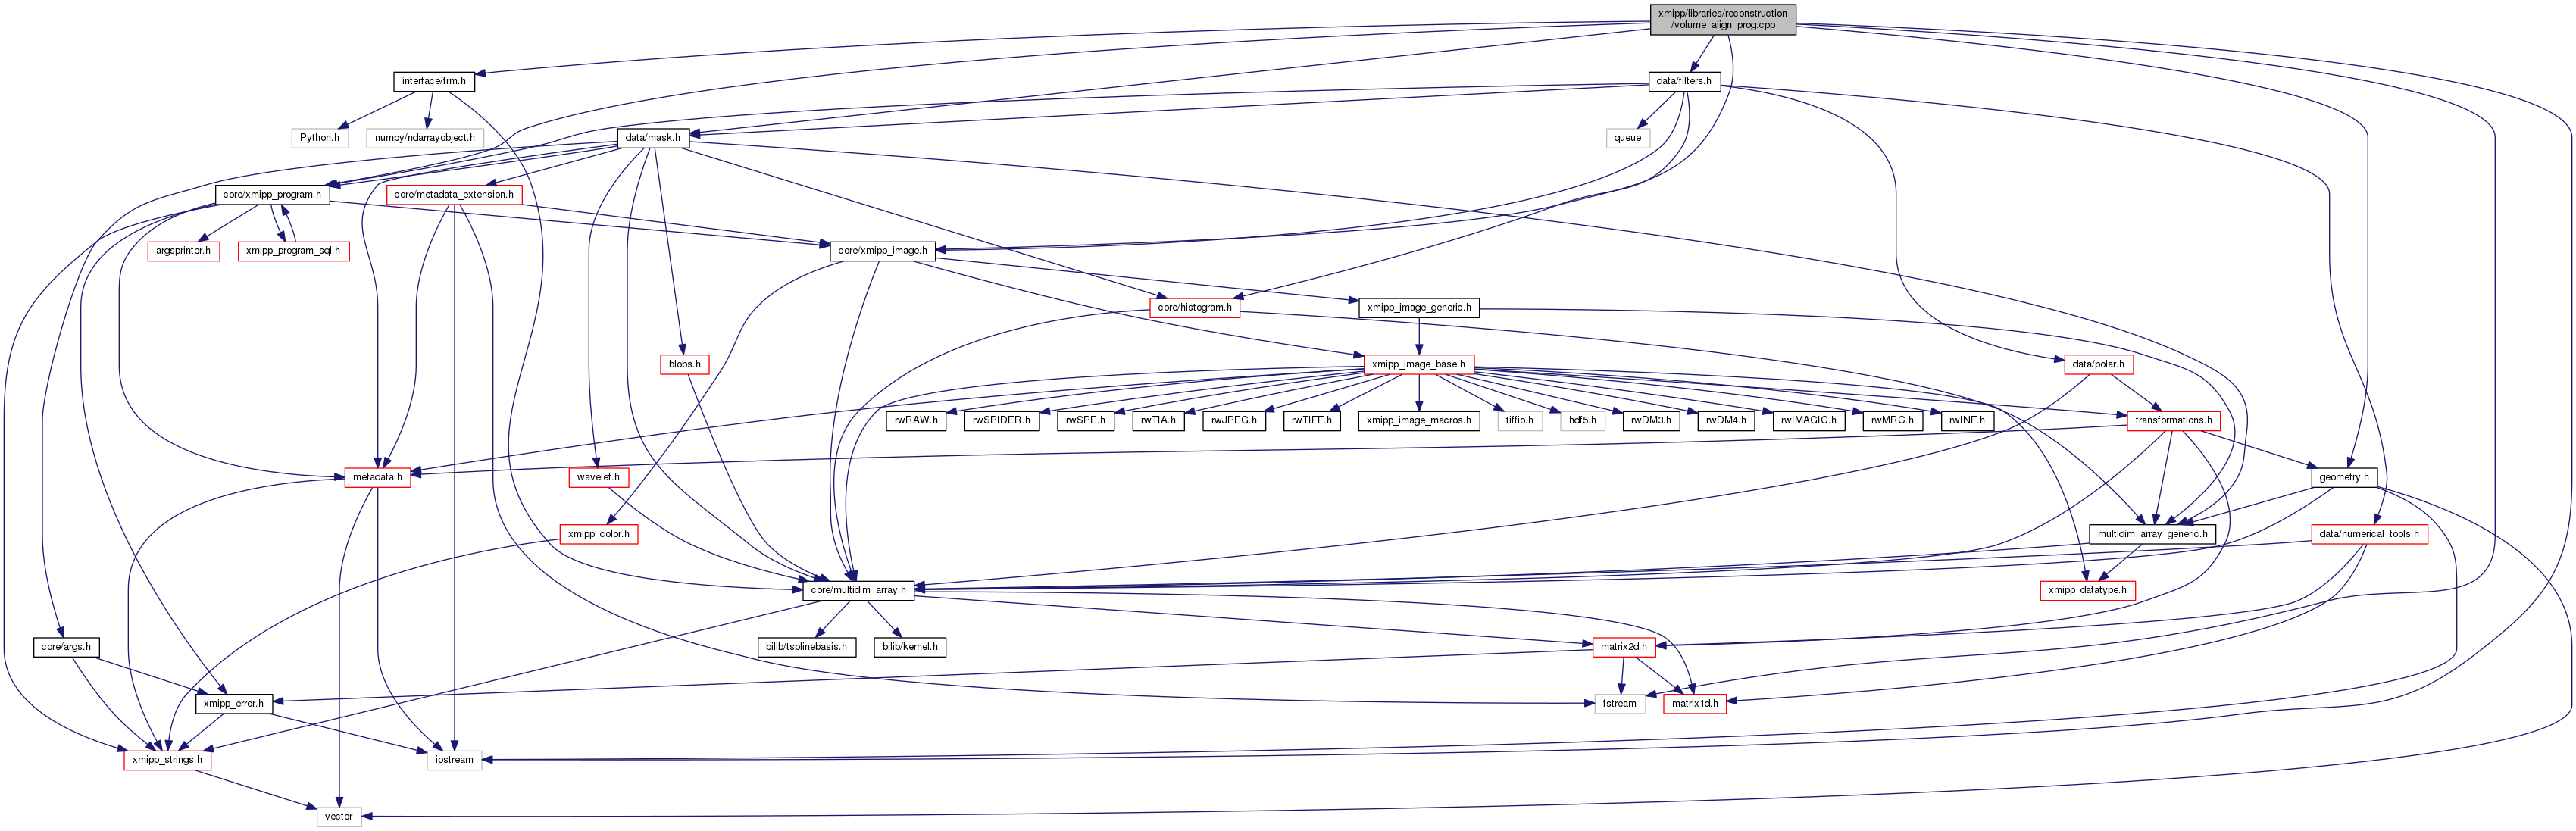 xmipp/libraries/reconstruction
/volume_align_prog.cpp
interface/frm.h
data/filters.h
Python.h
numpy/ndarrayobject.h
data/mask.h
queue
core/xmipp_program.h
core/metadata_extension.h
argsprinter.h
xmipp_program_sql.h
core/xmipp_image.h
core/histogram.h
xmipp_image_generic.h
blobs.h
xmipp_image_base.h
data/polar.h
rwRAW.h
rwSPIDER.h
rwSPE.h
rwTIA.h
rwJPEG.h
rwTIFF.h
xmipp_image_macros.h
tiffio.h
hdf5.h
rwDM3.h
rwDM4.h
rwIMAGIC.h
rwMRC.h
rwINF.h
transformations.h
metadata.h
wavelet.h
geometry.h
xmipp_color.h
multidim_array_generic.h
data/numerical_tools.h
core/multidim_array.h
xmipp_datatype.h
core/args.h
bilib/tsplinebasis.h
bilib/kernel.h
matrix2d.h
xmipp_error.h
fstream
matrix1d.h
xmipp_strings.h
iostream
vector